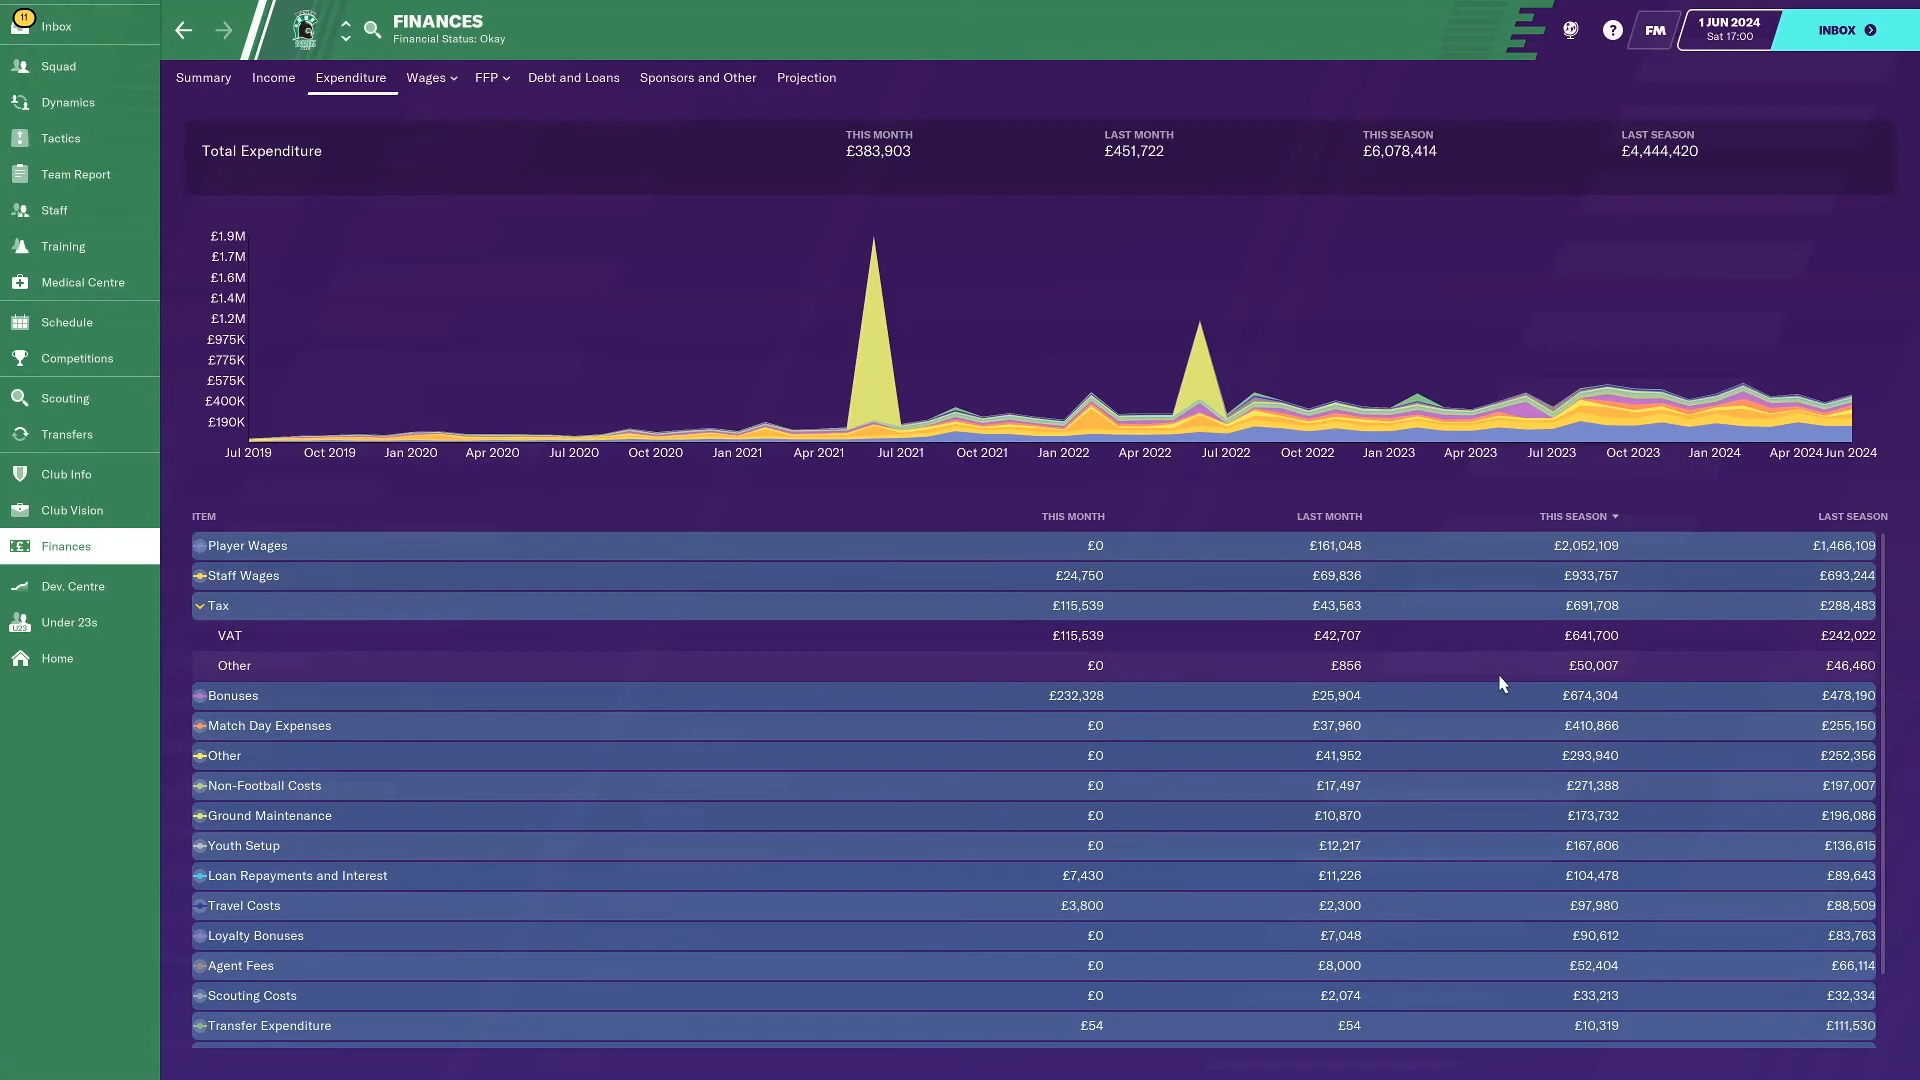 11
Inbox
FINANCES
Financial Status: Okay
?
FM
1 JUN 2024
Sat 17:00
INBOX
Squad
Dynamics
Tactics
Team Report
Staff
Training
Medical Centre
Schedule
Competitions
Scouting
Transfers
Club Info
Club Vision
Finances
Dev. Centre
U23
Under 23s
Home
Summary Income Expenditure Wages FFP Debt and Loans Sponsors and Other Projection
THIS MONTH LAST MONTH THIS SEASON LAST SEASON
Total Expenditure £383,903 £451,722 £6,078,414 £4,444,420
£1.9M
£1.7M
£1.6M
£1.4M
£1.2M
£975K
£775K
£575K
£400K
£190K
Jul 2019 Oct 2019 Jan 2020 Apr 2020 Jul 2020 Oct 2020 Jan 2021 Apr 2021 Jul 2021 Oct 2021 Jan 2022 Apr 2022 Jul 2022 Oct 2022 Jan 2023 Apr 2023 Jul 2023 Oct 2023 Jan 2024 Apr 2024 Jun 2024
ITEM THIS MONTH LAST MONTH THIS SEASON LAST SEASON
Player Wages £0 £161,048 £2,052,109 £1,466,109
Staff Wages £24,750 £69,836 £933,757 £693,244
Tax £115,539 £43,563 £691,708 £288,483
VAT £115,539 £42,707 £641,700 £242,022
Other £0 £856 £50,007 £46,460
Bonuses £232,328 £25,904 £674,304 £478,190
Match Day Expenses £0 £37,960 £410,866 £255,150
Other £0 £41,952 £293,940 £252,356
Non-Football Costs £0 £17,497 £271,388 £197,007
Ground Maintenance £0 £10,870 £173,732 £196,086
Youth Setup £0 £12,217 £167,606 £136,615
Loan Repayments and Interest £7,430 £11,226 £104,478 £89,643
Travel Costs £3,800 £2,300 £97,980 £88,509
Loyalty Bonuses £0 £7,048 £90,612 £83,763
Agent Fees £0 £8,000 £52,404 £66,114
Scouting Costs £0 £2,074 £33,213 £32,334
Transfer Expenditure £54 £54 £10,319 £111,530